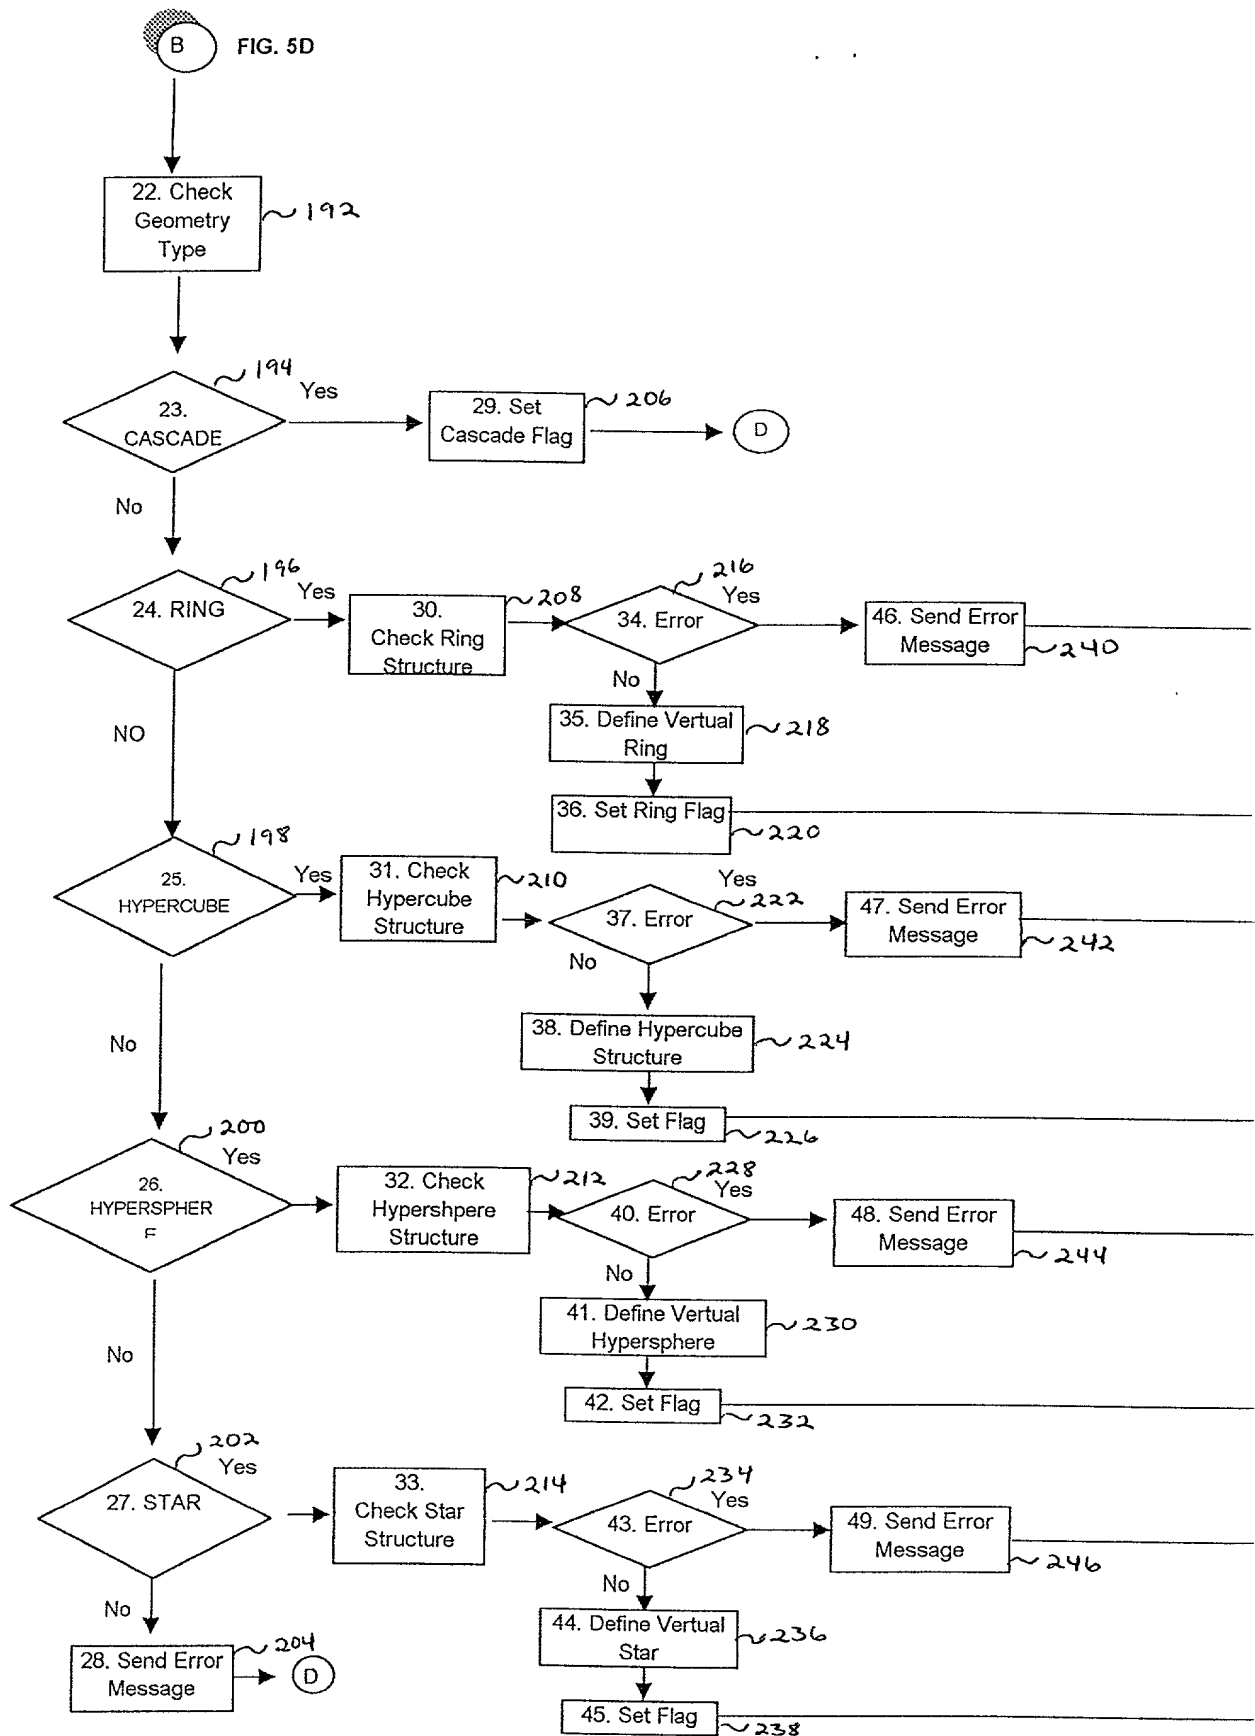 B
FIG. 5D
22. Check
Geometry
Type
192
194
Yes
23.
CASCADE
29. Set
Cascade Flag
206
D
No
196
Yes
24. RING
30.
Check Ring
Structure
208
216
Yes
34. Error
46. Send Error
Message
240
No
35. Define Vertual
Ring
218
NO
36. Set Ring Flag
220
198
Yes
25.
HYPERCUBE
31. Check
Hypercube
Structure
210
Yes
222
37. Error
47. Send Error
Message
242
No
38. Define Hypercube
Structure
224
No
39. Set Flag
226
200
Yes
26.
HYPERSPHER
E
32. Check
Hypershpere
Structure
212
228
Yes
40. Error
48. Send Error
Message
244
No
41. Define Vertual
Hypersphere
230
No
42. Set Flag
232
202
Yes
27. STAR
33.
Check Star
Structure
214
234
Yes
43. Error
49. Send Error
Message
246
No
No
44. Define Vertual
Star
236
28. Send Error
Message
204
D
45. Set Flag
238